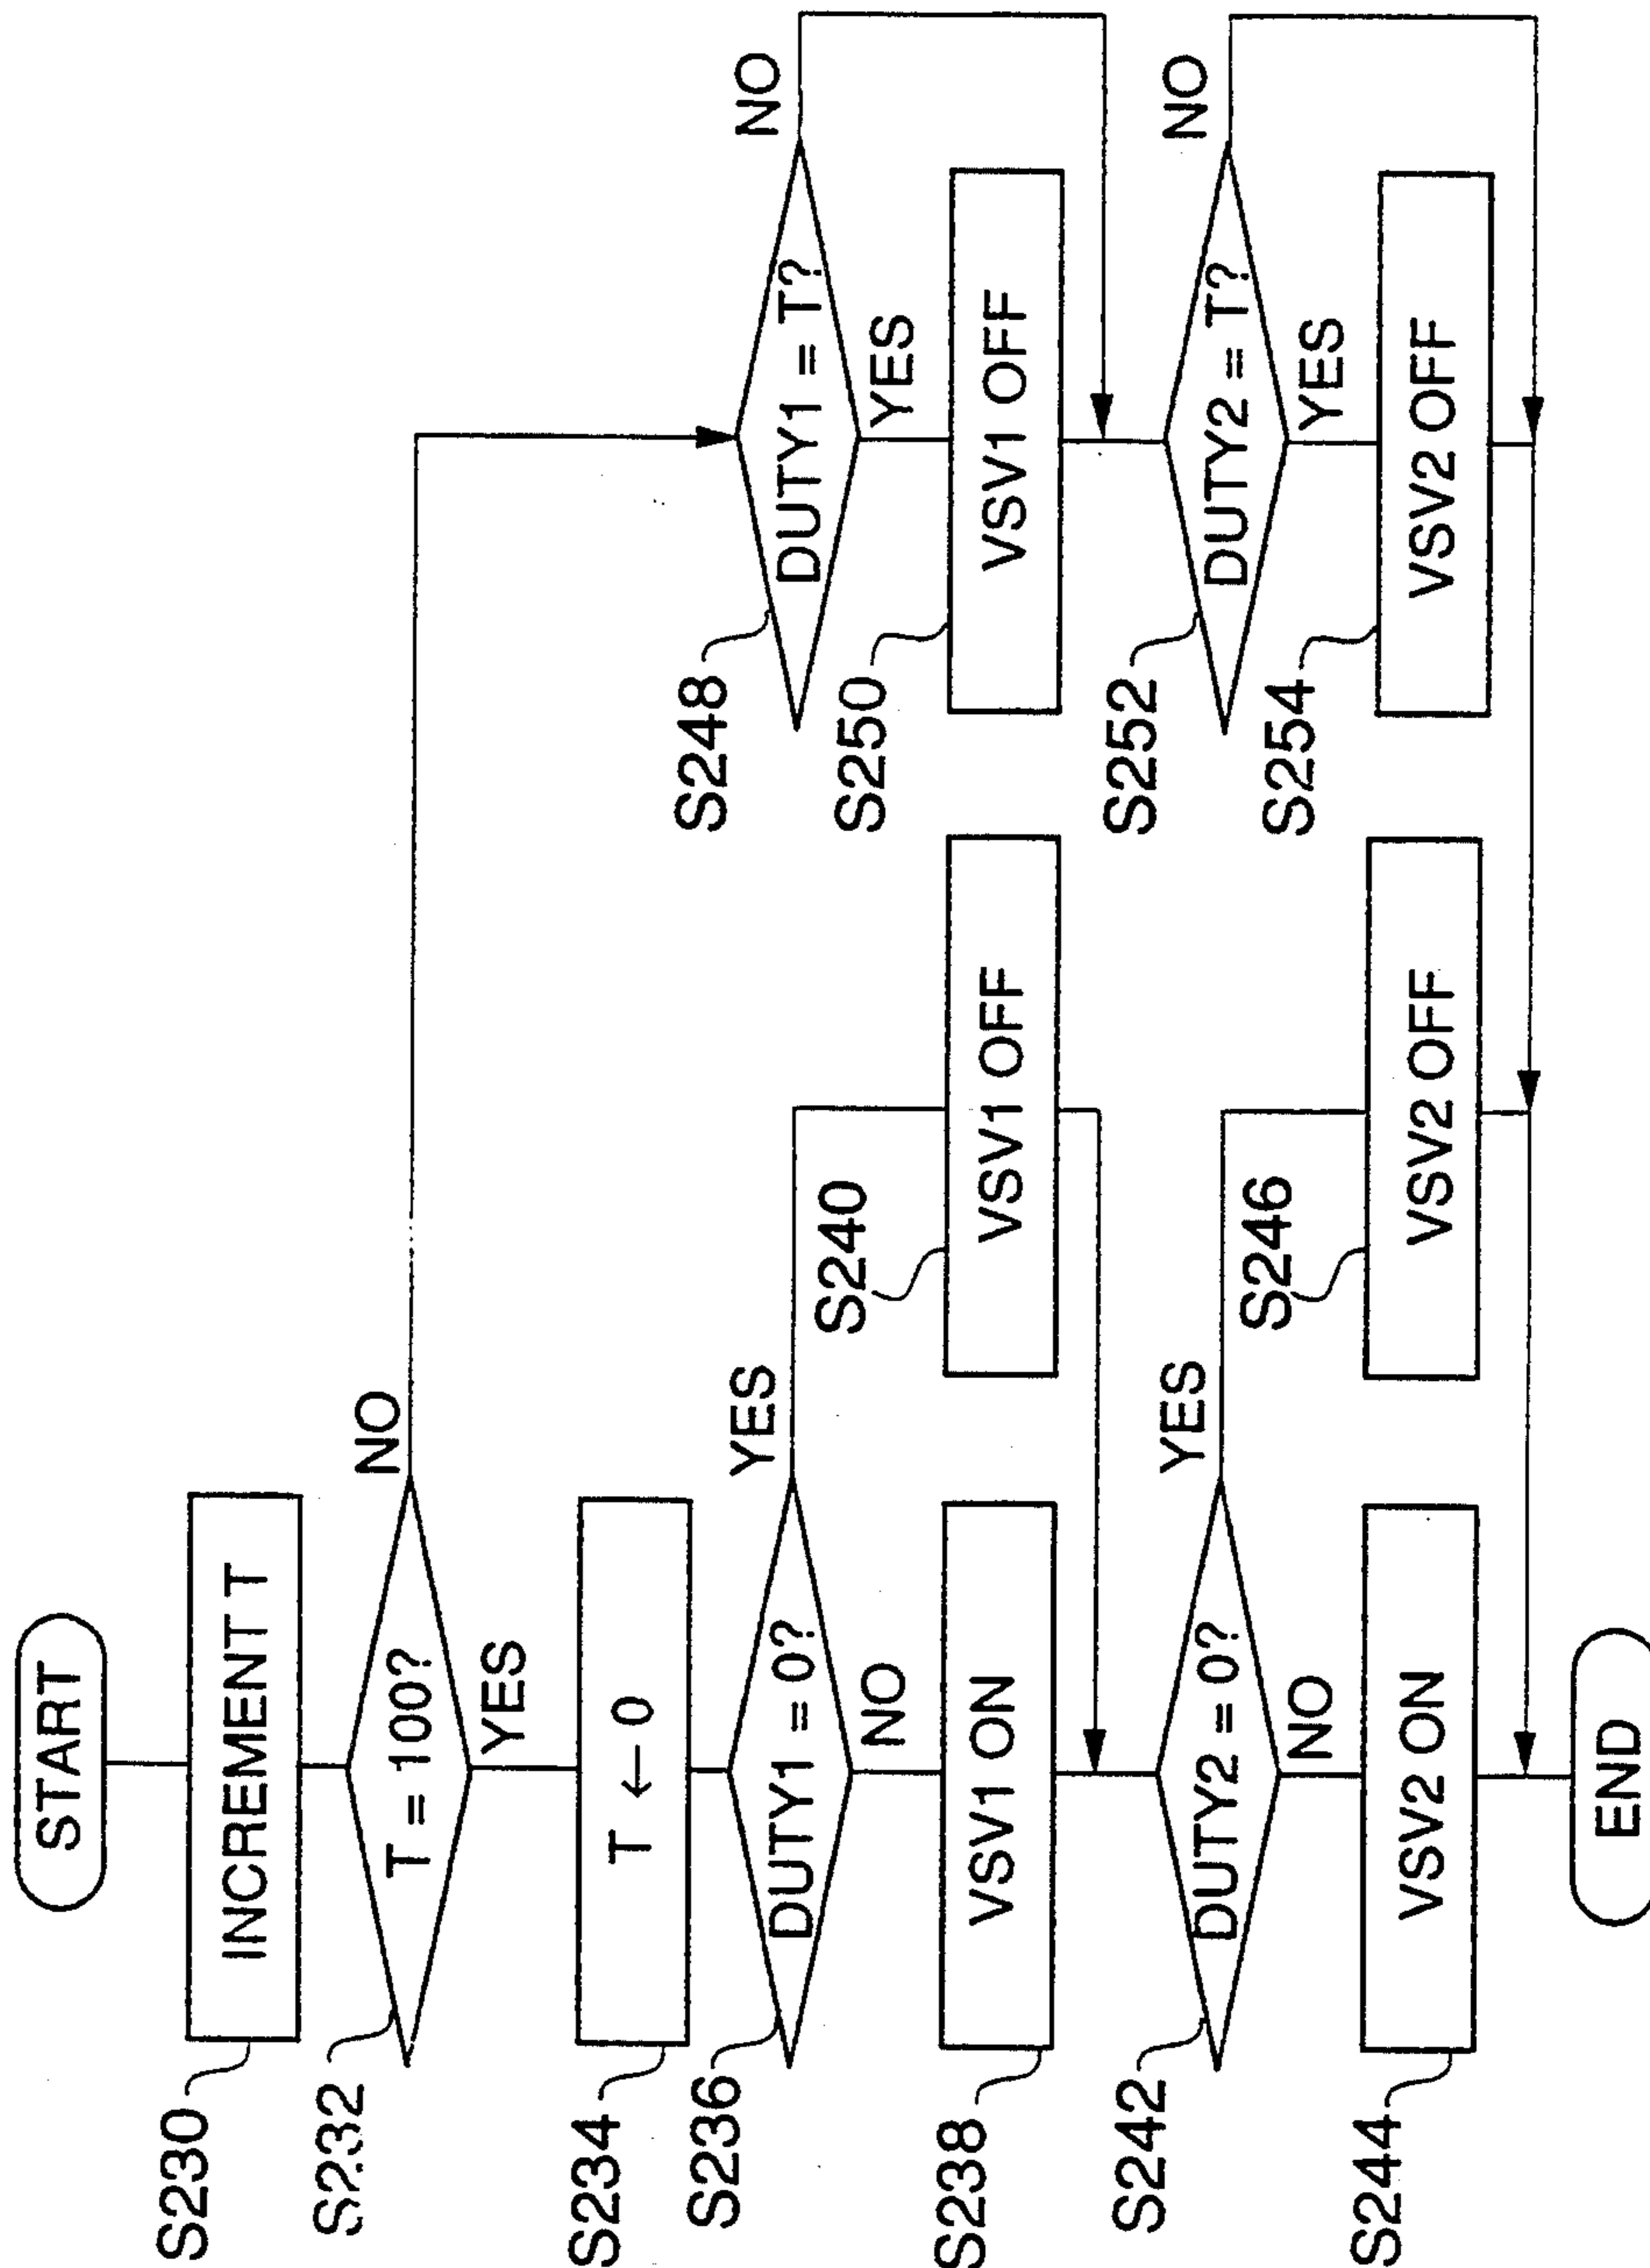 START
S230
INCREMENT T
S232
T = 100?
NO
YES
S234
T ← 0
S236
DUTY1 = 0?
YES
NO
S238
VSV1 ON
S240
VSV1 OFF
S242
DUTY2 = 0?
YES
NO
S244
VSV2 ON
S246
VSV2 OFF
S248
DUTY1 = T?
NO
YES
S250
VSV1 OFF
S252
DUTY2 = T?
NO
YES
S254
VSV2 OFF
END